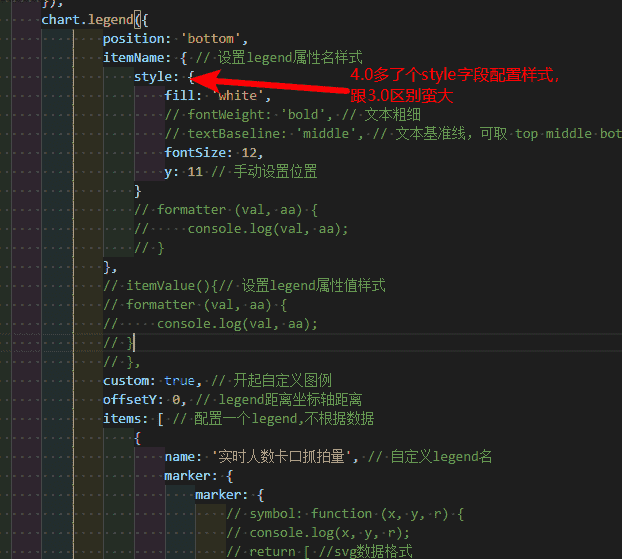 });
chart.legend({
position: 'bottom',
itemName: { // 设置legend属性名样式
style: {
4.0多了个style字段配置样式,
跟3.0区别蛮大
fill: 'white',
// fontWeight: 'bold', // 文本粗细
// textBaseline: 'middle', // 文本基准线，可取 top middle bot
fontSize: 12,
y: 11 // 手动设置位置
}
// formatter (val, aa) {
// console.log(val, aa);
// }
},
// itemValue(){// 设置legend属性值样式
// formatter (val, aa) {
// console.log(val, aa);
// }
// },
custom: true, // 开起自定义图例
offsetY: 0, // legend距离坐标轴距离
items: [ // 配置一个legend,不根据数据
{
name: '实时人数卡口抓拍量', // 自定义legend名
marker: {
marker: {
// symbol: function (x, y, r) {
// console.log(x, y, r);
// return [ //svg数据格式